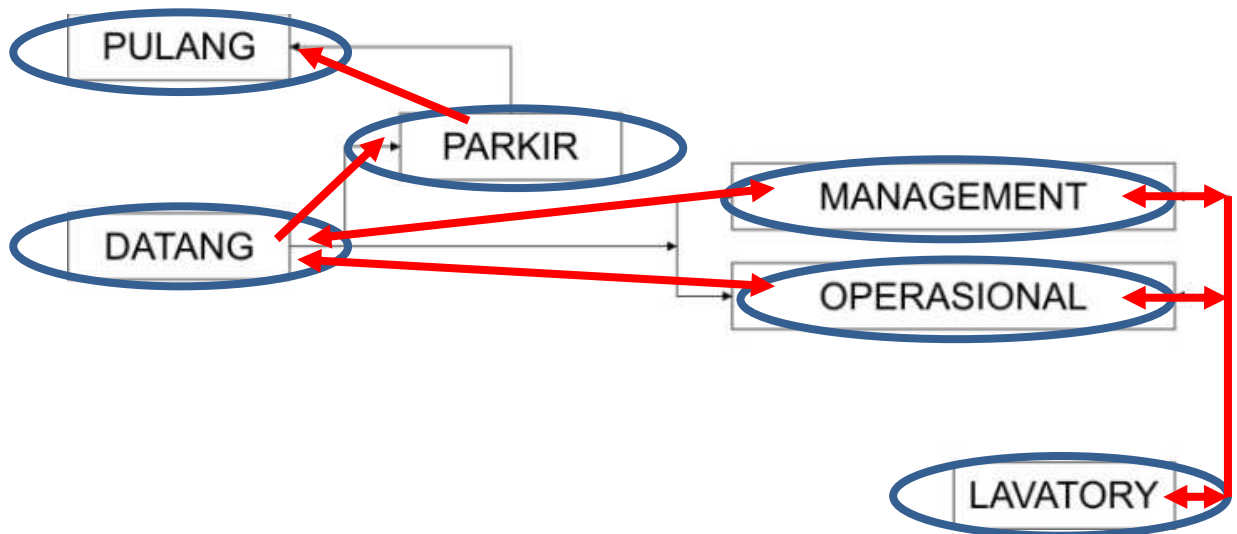 PULANG
PARKIR
MANAGEMENT
DATANG
OPERASIONAL
LAVATORY